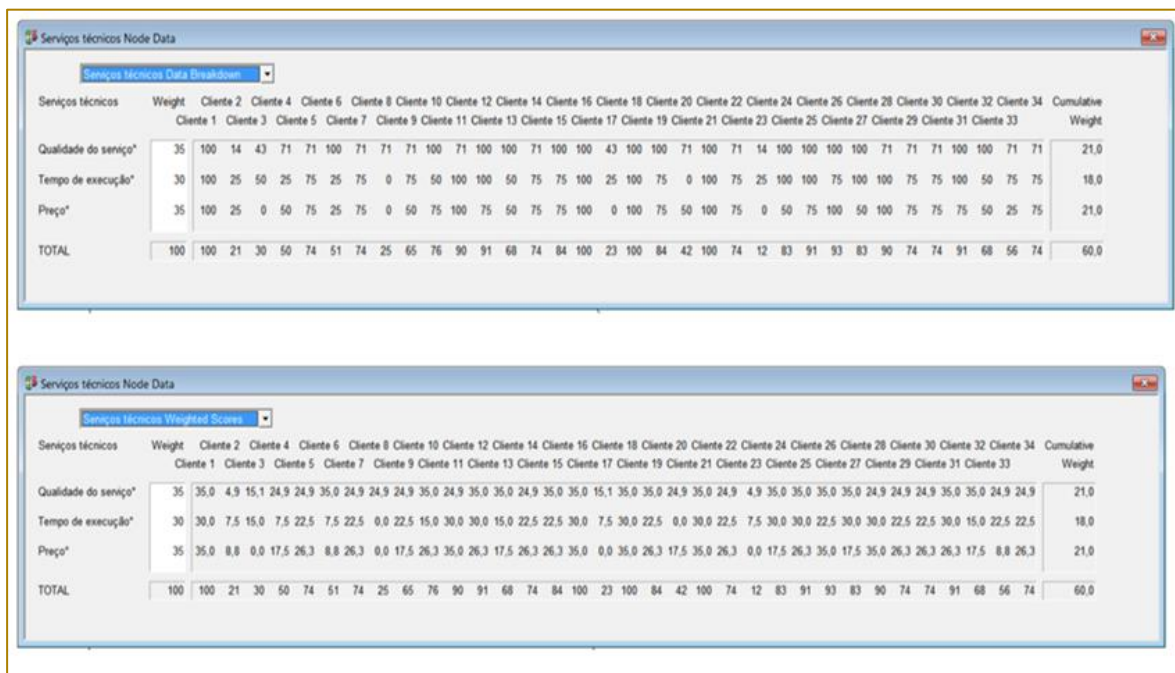 Serviços técnicos Node Data
Serviços técnicos Data Breakdown
Serviços técnicos Weight Cliente 2 Cliente 4 Cliente 6 Cliente 8 Cliente 10 Cliente 12 Cliente 14 Cliente 16 Cliente 18 Cliente 20 Cliente 22 Cliente 24 Cliente 26 Cliente 28 Cliente 30 Cliente 32 Cliente 34 Cumulative
Cliente 1 Cliente 3 Cliente 5 Cliente 7 Cliente 9 Cliente 11 Cliente 13 Cliente 15 Cliente 17 Cliente 19 Cliente 21 Cliente 23 Cliente 25 Cliente 27 Cliente 29 Cliente 31 Cliente 33 Weight
Qualidade do serviço* 35 100 14 43 71 71 100 71 71 71 100 71 100 100 71 100 100 43 100 100 71 100 71 14 100 100 100 100 71 71 71 100 100 71 71 21,0
Tempo de execução* 30 100 25 50 25 75 25 75 0 75 50 100 100 50 75 75 100 25 100 75 0 100 75 25 100 100 75 100 100 75 75 100 50 75 75 18,0
Preço* 35 100 25 0 50 75 25 75 0 50 75 100 75 50 75 75 100 0 100 75 50 100 75 0 50 75 100 50 100 75 75 75 50 25 75 21,0
TOTAL 100 100 21 30 50 74 51 74 25 65 76 90 91 68 74 84 100 23 100 84 42 100 74 12 83 91 93 83 90 74 74 91 68 56 74 60,0
Serviços técnicos Node Data
Serviços técnicos Weighted Scores
Serviços técnicos Weight Cliente 2 Cliente 4 Cliente 6 Cliente 8 Cliente 10 Cliente 12 Cliente 14 Cliente 16 Cliente 18 Cliente 20 Cliente 22 Cliente 24 Cliente 26 Cliente 28 Cliente 30 Cliente 32 Cliente 34 Cumulative
Cliente 1 Cliente 3 Cliente 5 Cliente 7 Cliente 9 Cliente 11 Cliente 13 Cliente 15 Cliente 17 Cliente 19 Cliente 21 Cliente 23 Cliente 25 Cliente 27 Cliente 29 Cliente 31 Cliente 33 Weight
Qualidade do serviço* 35 35,0 4,9 15,1 24,9 24,9 35,0 24,9 24,9 24,9 35,0 24,9 35,0 35,0 24,9 35,0 35,0 15,1 35,0 35,0 24,9 35,0 24,9 4,9 35,0 35,0 35,0 35,0 24,9 24,9 24,9 35,0 35,0 24,9 24,9 21,0
Tempo de execução* 30 30,0 7,5 15,0 7,5 22,5 7,5 22,5 0,0 22,5 15,0 30,0 30,0 15,0 22,5 22,5 30,0 7,5 30,0 22,5 0,0 30,0 22,5 7,5 30,0 30,0 22,5 30,0 30,0 22,5 22,5 30,0 15,0 22,5 22,5 18,0
Preço* 35 35,0 8,8 0,0 17,5 26,3 8,8 26,3 0,0 17,5 26,3 35,0 26,3 17,5 26,3 26,3 35,0 0,0 35,0 26,3 17,5 35,0 26,3 0,0 17,5 26,3 35,0 17,5 35,0 26,3 26,3 26,3 17,5 8,8 26,3 21,0
TOTAL 100 100 21 30 50 74 51 74 25 65 76 90 91 68 74 84 100 23 100 84 42 100 74 12 83 91 93 83 90 74 74 91 68 56 74 60,0